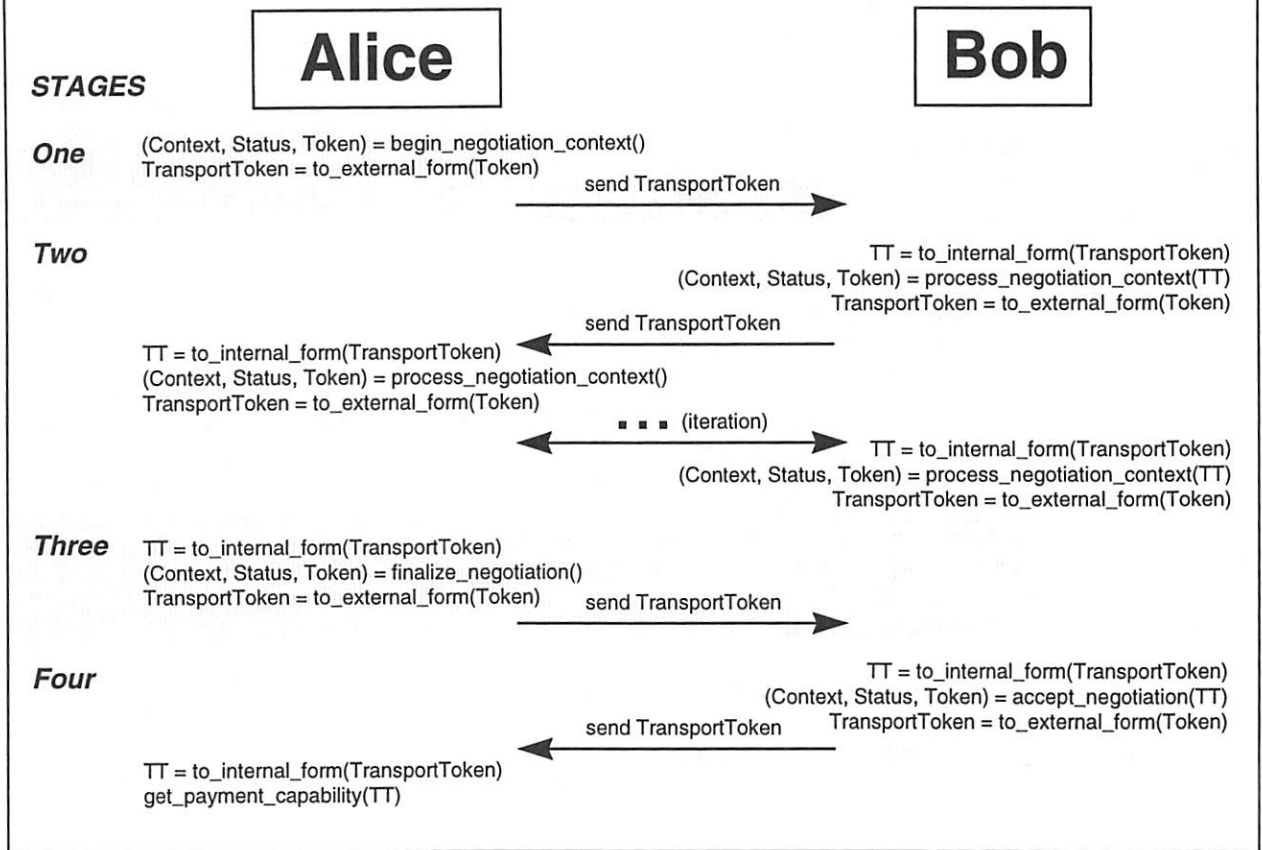 Alice
Bob
STAGES
One
(Context, Status, Token) = begin_negotiation_context()
TransportToken = to_external_form(Token)
send TransportToken
Two
TT = to_internal_form(TransportToken)
(Context, Status, Token) = process_negotiation_context(TT)
TransportToken = to_external_form(Token)
send TransportToken
TT = to_internal_form(TransportToken)
(Context, Status, Token) = process_negotiation_context()
TransportToken = to_external_form(Token)
... (iteration)
TT = to_internal_form(TransportToken)
(Context, Status, Token) = process_negotiation_context(TT)
TransportToken = to_external_form(Token)
Three
TT = to_internal_form(TransportToken)
(Context, Status, Token) = finalize_negotiation()
TransportToken = to_external_form(Token)
send TransportToken
Four
TT = to_internal_form(TransportToken)
(Context, Status, Token) = accept_negotiation(TT)
TransportToken = to_external_form(Token)
send TransportToken
TT = to_internal_form(TransportToken)
get_payment_capability(TT)